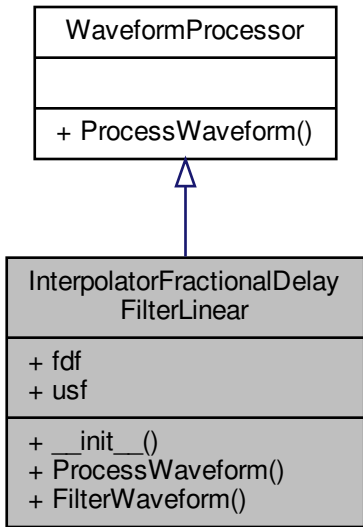 WaveformProcessor
+ ProcessWaveform()
InterpolatorFractionalDelay
FilterLinear
+ fdf
+ usf
+ __init__()
+ ProcessWaveform()
+ FilterWaveform()